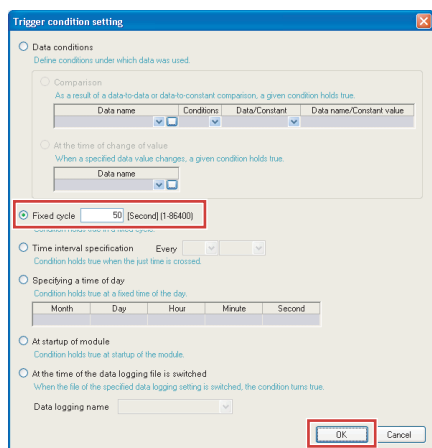 Trigger condition setting
Data conditions
Define conditions under which data was used.
Comparison
As a result of a data-to-data or data-to-constant comparison, a given condition holds true.
Data name Conditions Data/Constant Data name/Constant value
At the time of change of value
When a specified data value changes, a given condition holds true.
Data name
Fixed cycle 50 [Second] (1-86400)
Condition holds true in a fixed cycle.
Time interval specification Every
Condition holds true when the just time is crossed.
Specifying a time of day
Condition holds true at a fixed time of the day.
Month Day Hour Minute Second
At startup of module
Condition holds true at startup of the module.
At the time of the data logging file is switched
When the file of the specified data logging setting is switched, the condition turns true.
Data logging name
OK Cancel